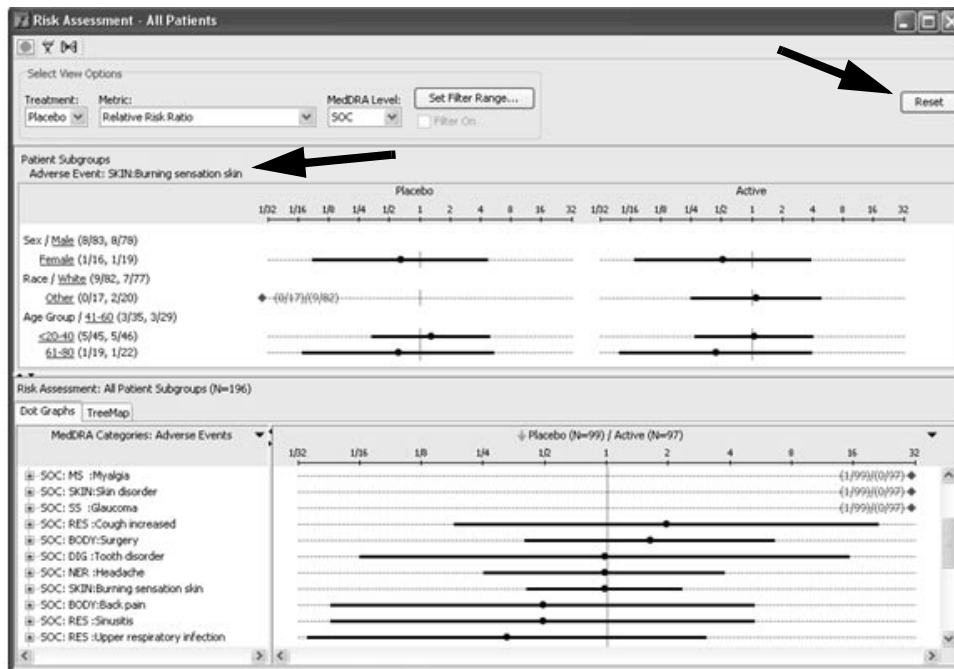 Risk Assessment - All Patients
Select View Options
Treatment: Metric: MedDRA Level: Set Filter Range...
Placebo Relative Risk Ratio SOC Filter On Reset
Patient Subgroups
Adverse Event: SKIN:Burning sensation skin
Placebo Active
1/32 1/16 1/8 1/4 1/2 1 2 4 8 16 32 1/32 1/16 1/8 1/4 1/2 1 2 4 8 16 32
Sex / Male (8/83, 8/78)
Female (1/16, 1/19)
Race / White (9/82, 7/77)
Other (0/17, 2/20) (0/17)/(9/82)
Age Group / 41-60 (3/35, 3/29)
<20-40 (5/45, 5/46)
61-80 (1/19, 1/22)
Risk Assessment: All Patient Subgroups (N=196)
Dot Graphs TreeMap
MedDRA Categories: Adverse Events Placebo (N=99) / Active (N=97)
1/32 1/16 1/8 1/4 1/2 1 2 4 8 16 32
SOC: MS :Myalgia (1/99)/(0/97)
SOC: SKIN:Skin disorder (1/99)/(0/97)
SOC: SS :Glaucoma (1/99)/(0/97)
SOC: RES :Cough increased
SOC: BODY:Surgery
SOC: DIG :Tooth disorder
SOC: NER :Headache
SOC: SKIN:Burning sensation skin
SOC: BODY:Back pain
SOC: RES :Sinusitis
SOC: RES :Upper respiratory infection